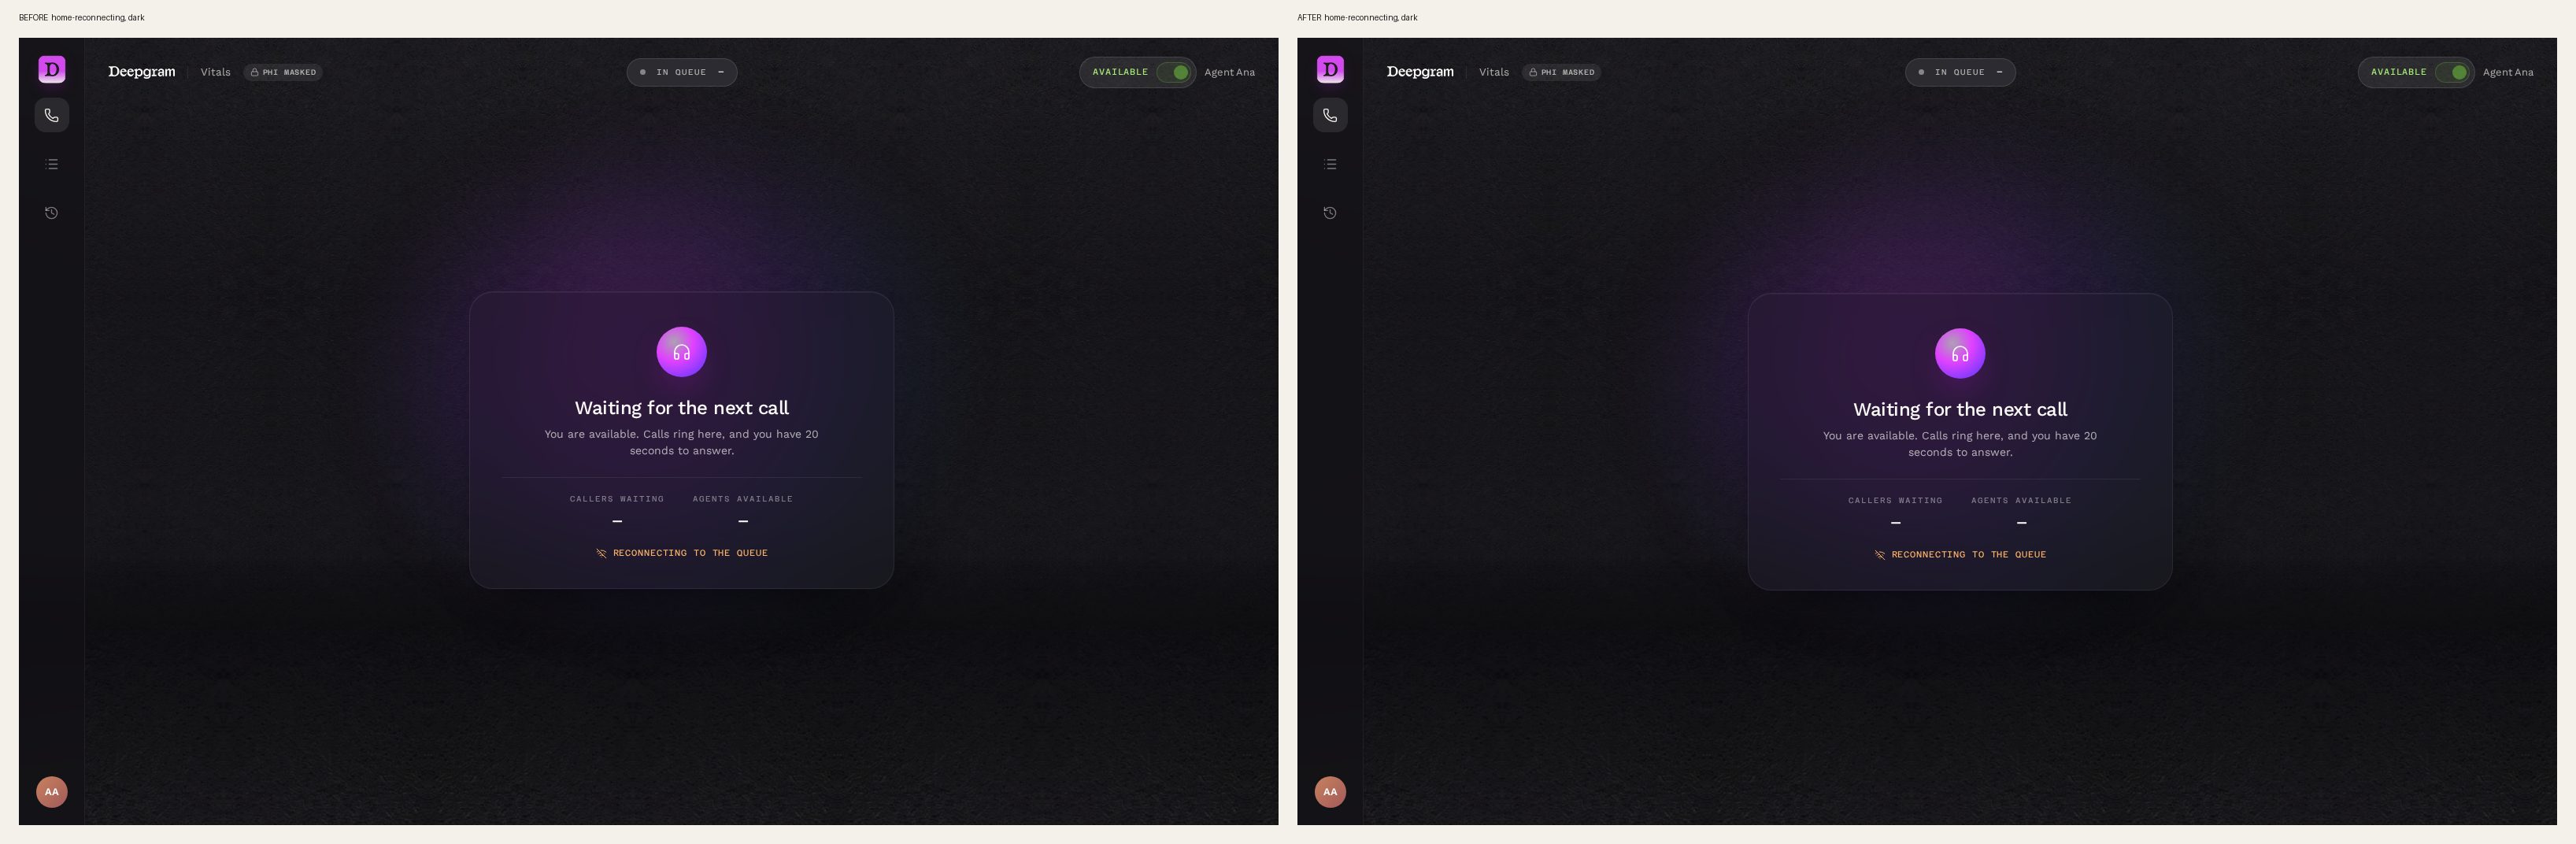 BEFORE home-reconnecting, dark
D
Deepgram
Vitals
PHI MASKED
IN QUEUE –
AVAILABLE
Agent Ana
Waiting for the next call
You are available. Calls ring here, and you have 20
seconds to answer.
CALLERS WAITING
AGENTS AVAILABLE
–
–
RECONNECTING TO THE QUEUE
AA
AFTER home-reconnecting, dark
D
Deepgram
Vitals
PHI MASKED
IN QUEUE –
AVAILABLE
Agent Ana
Waiting for the next call
You are available. Calls ring here, and you have 20
seconds to answer.
CALLERS WAITING
AGENTS AVAILABLE
–
–
RECONNECTING TO THE QUEUE
AA